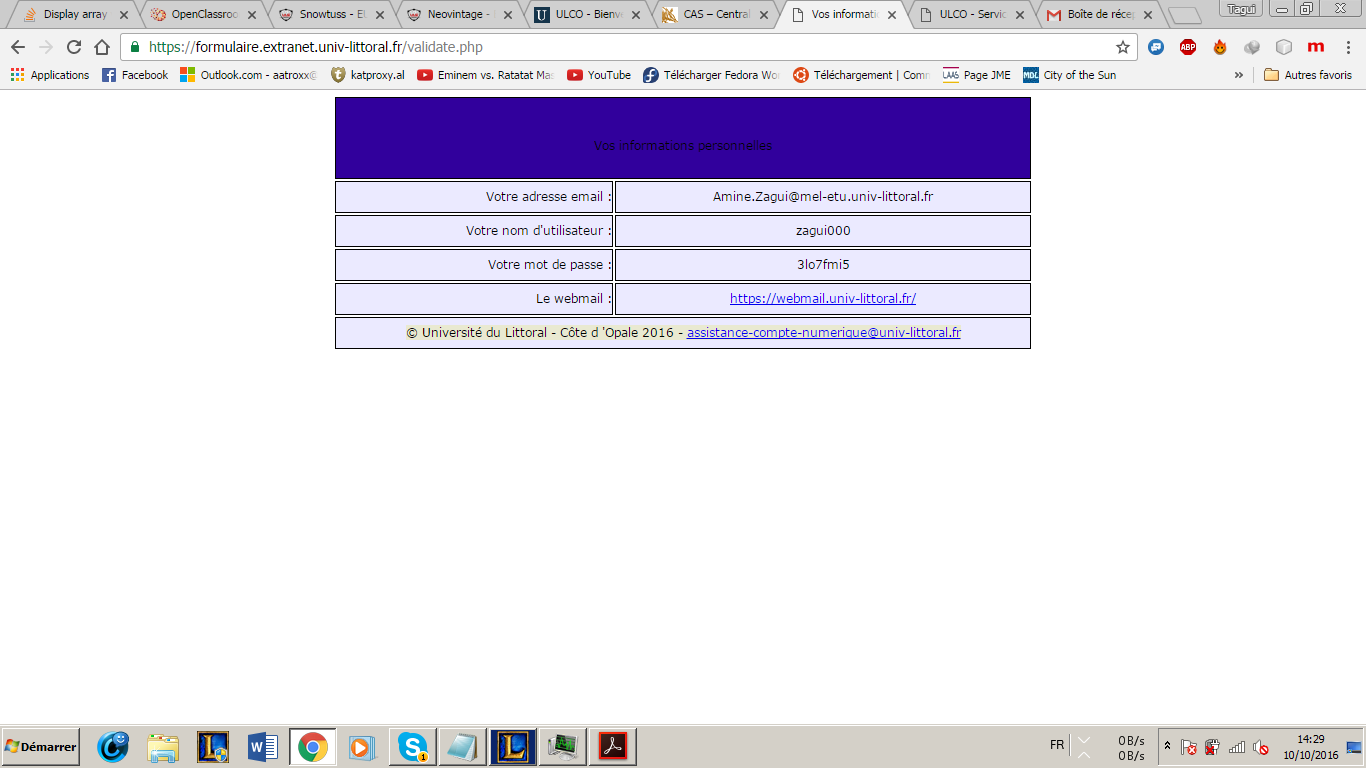 Display array
OpenClassroo
Snowtuss - El
Neovintage -
ULCO - Bienv
CAS – Central
Vos informati
ULCO - Servic
Boîte de récep
Tagui
https://formulaire.extranet.univ-littoral.fr/validate.php
Applications
Facebook
Outlook.com - aatroxx@
katproxy.al
Eminem vs. Ratatat Mas
YouTube
Télécharger Fedora Wor
Téléchargement | Comm
Page JME
City of the Sun
»
Autres favoris
Vos informations personnelles
Votre adresse email : Amine.Zagui@mel-etu.univ-littoral.fr
Votre nom d'utilisateur : zagui000
Votre mot de passe : 3lo7fmi5
Le webmail : https://webmail.univ-littoral.fr/
© Université du Littoral - Côte d 'Opale 2016 - assistance-compte-numerique@univ-littoral.fr
Démarrer
FR
0 B/s
0 B/s
14:29
10/10/2016